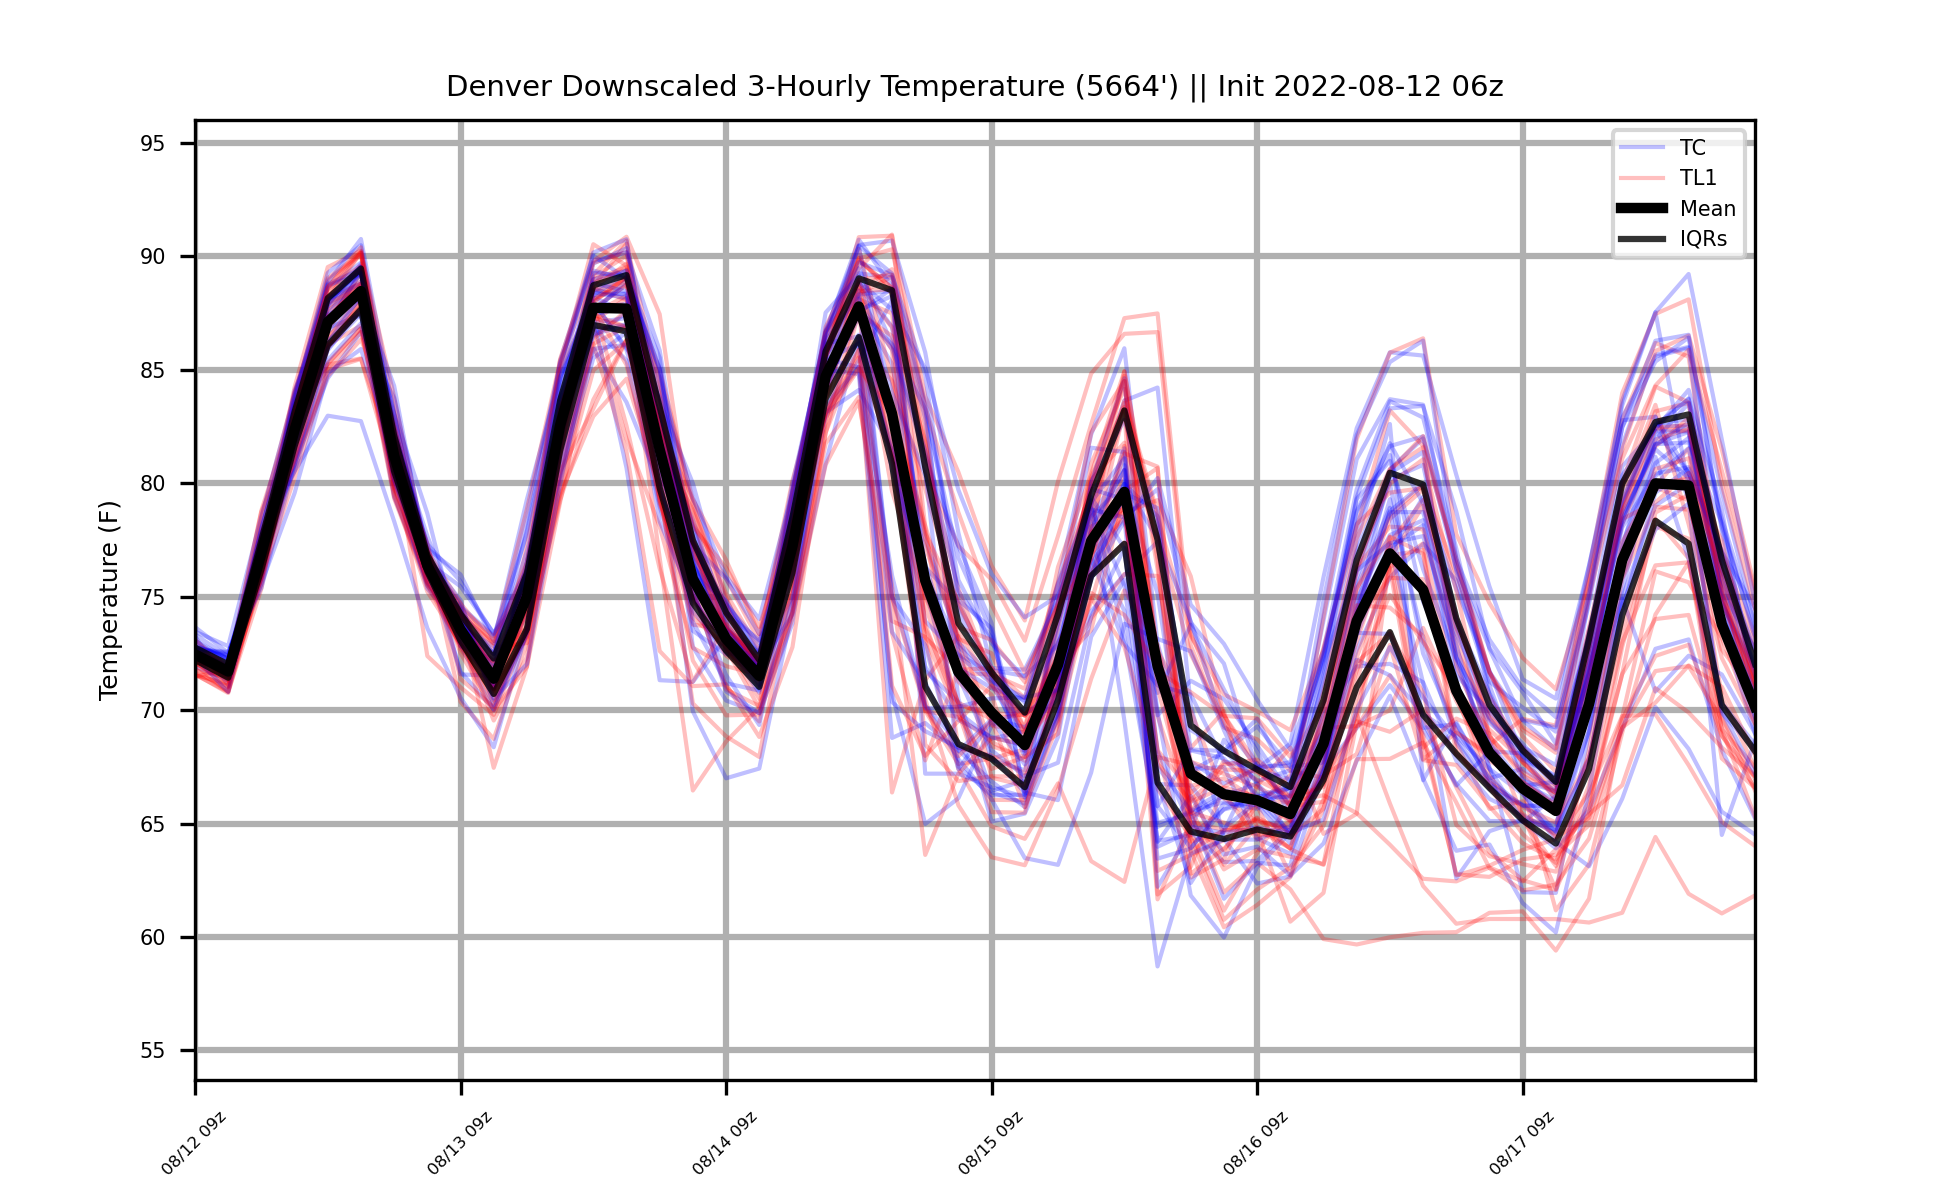 Denver Downscaled 3-Hourly Temperature (5664') || Init 2022-08-12 06z
TC
TL1
Mean
IQRs
Temperature (F)
95
90
85
80
75
70
65
60
55
08/12 09z
08/13 09z
08/14 09z
08/15 09z
08/16 09z
08/17 09z